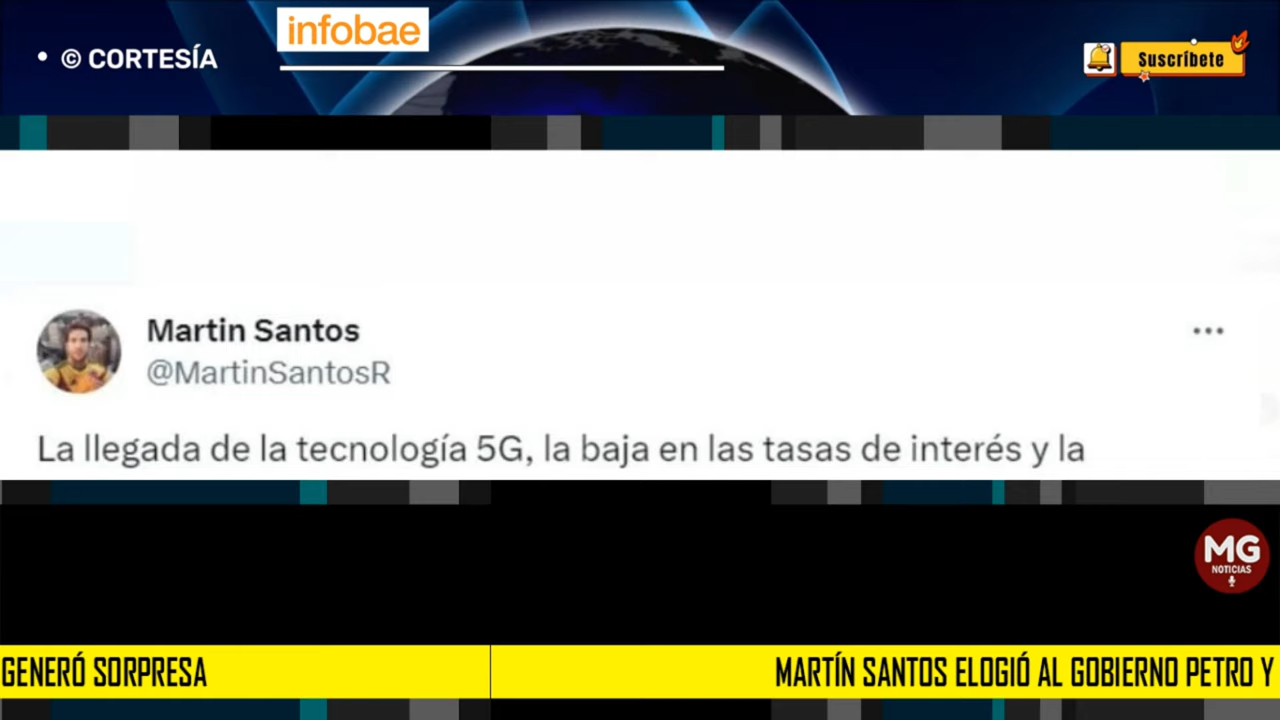 • © CORTESÍA
infobae
Suscríbete
Martin Santos
@MartinSantosR
La llegada de la tecnología 5G, la baja en las tasas de interés y la
MG
NOTICIAS
GENERÓ SORPRESA
MARTÍN SANTOS ELOGIÓ AL GOBIERNO PETRO Y